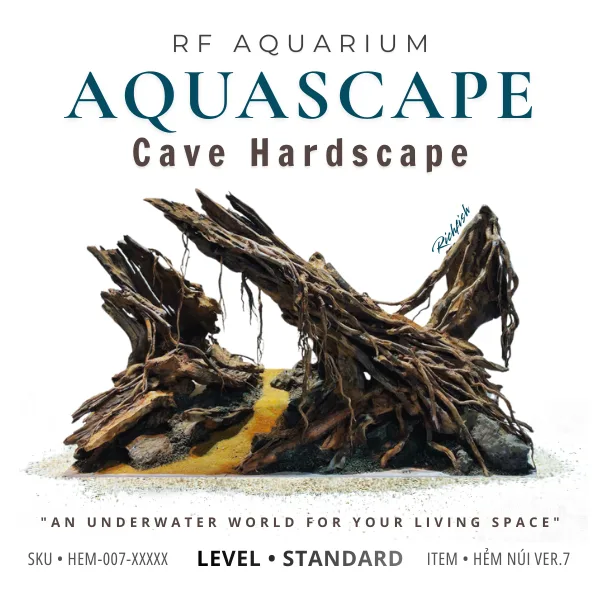 RF AQUARIUM
AQUASCAPE
Cave Hardscape
Richfish
"AN UNDERWATER WORLD FOR YOUR LIVING SPACE"
SKU • HEM-007-XXXXX LEVEL • STANDARD ITEM • HẺM NÚI VER.7